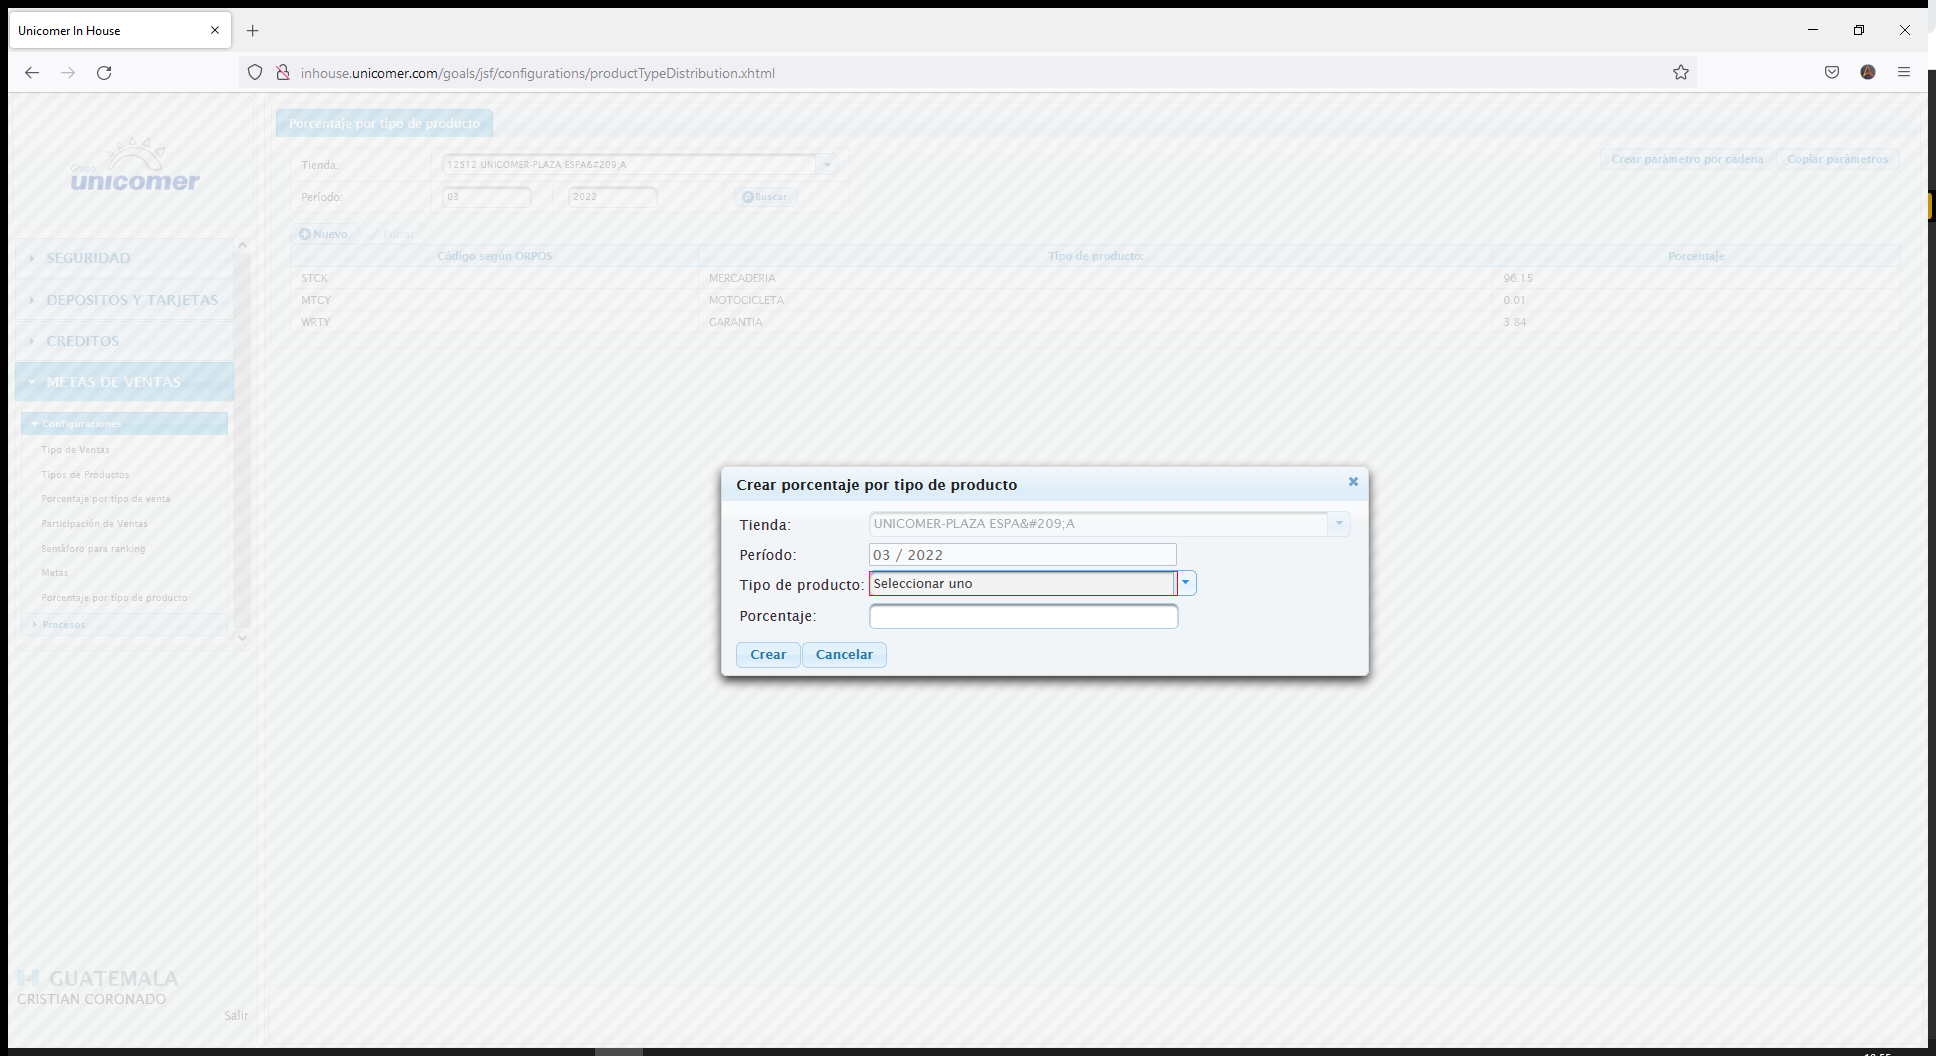 Unicomer In House
inhouse.unicomer.com/goals/jsf/configurations/productTypeDistribution.xhtml
Grupo
unicomer
SEGURIDAD
DEPOSITOS Y TARJETAS
CREDITOS
METAS DE VENTAS
Configuraciones
Tipo de Ventas
Tipos de Productos
Porcentaje por tipo de venta
Participación de Ventas
Semáforo para ranking
Metas
Porcentaje por tipo de producto
Procesos
GUATEMALA
CRISTIAN CORONADO
Salir
Porcentaje por tipo de producto
Tienda: 12512 UNICOMER-PLAZA ESPA&#209;A
Crear parámetro por cadena Copiar parámetros
Período: 03 2022 Buscar
Nuevo Editar
Código según ORPOS Tipo de producto: Porcentaje
STCK MERCADERIA 96.15
MTCY MOTOCICLETA 0.01
WRTY GARANTIA 3.84
Crear porcentaje por tipo de producto
Tienda: UNICOMER-PLAZA ESPA&#209;A
Período: 03 / 2022
Tipo de producto: Seleccionar uno
Porcentaje:
Crear Cancelar